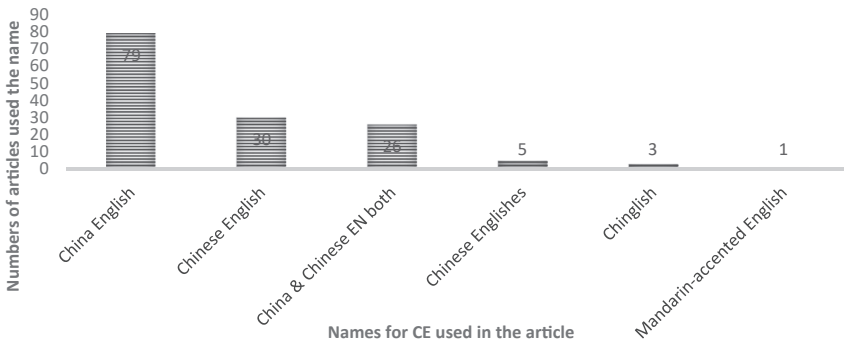 Numbers of articles used the name
90
80
70
60
50
40
30
20
10
0
79
30
26
5
3
1
China English
Chinese English
China & Chinese EN both
Chinese Englishes
Chinglish
Mandarin-accented English
Names for CE used in the article